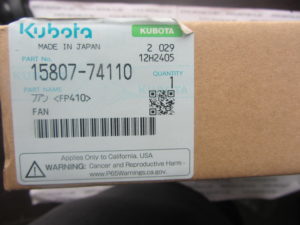 Kubota
KUBOTA
MADE IN JAPAN
2 029
12H2405
PART No.
15807-74110
QUANTITY
1
PART NAME
ファン <FP410>
FAN
Applies Only to California, USA
WARNING: Cancer and Reproductive Harm -
www.P65Warnings.ca.gov